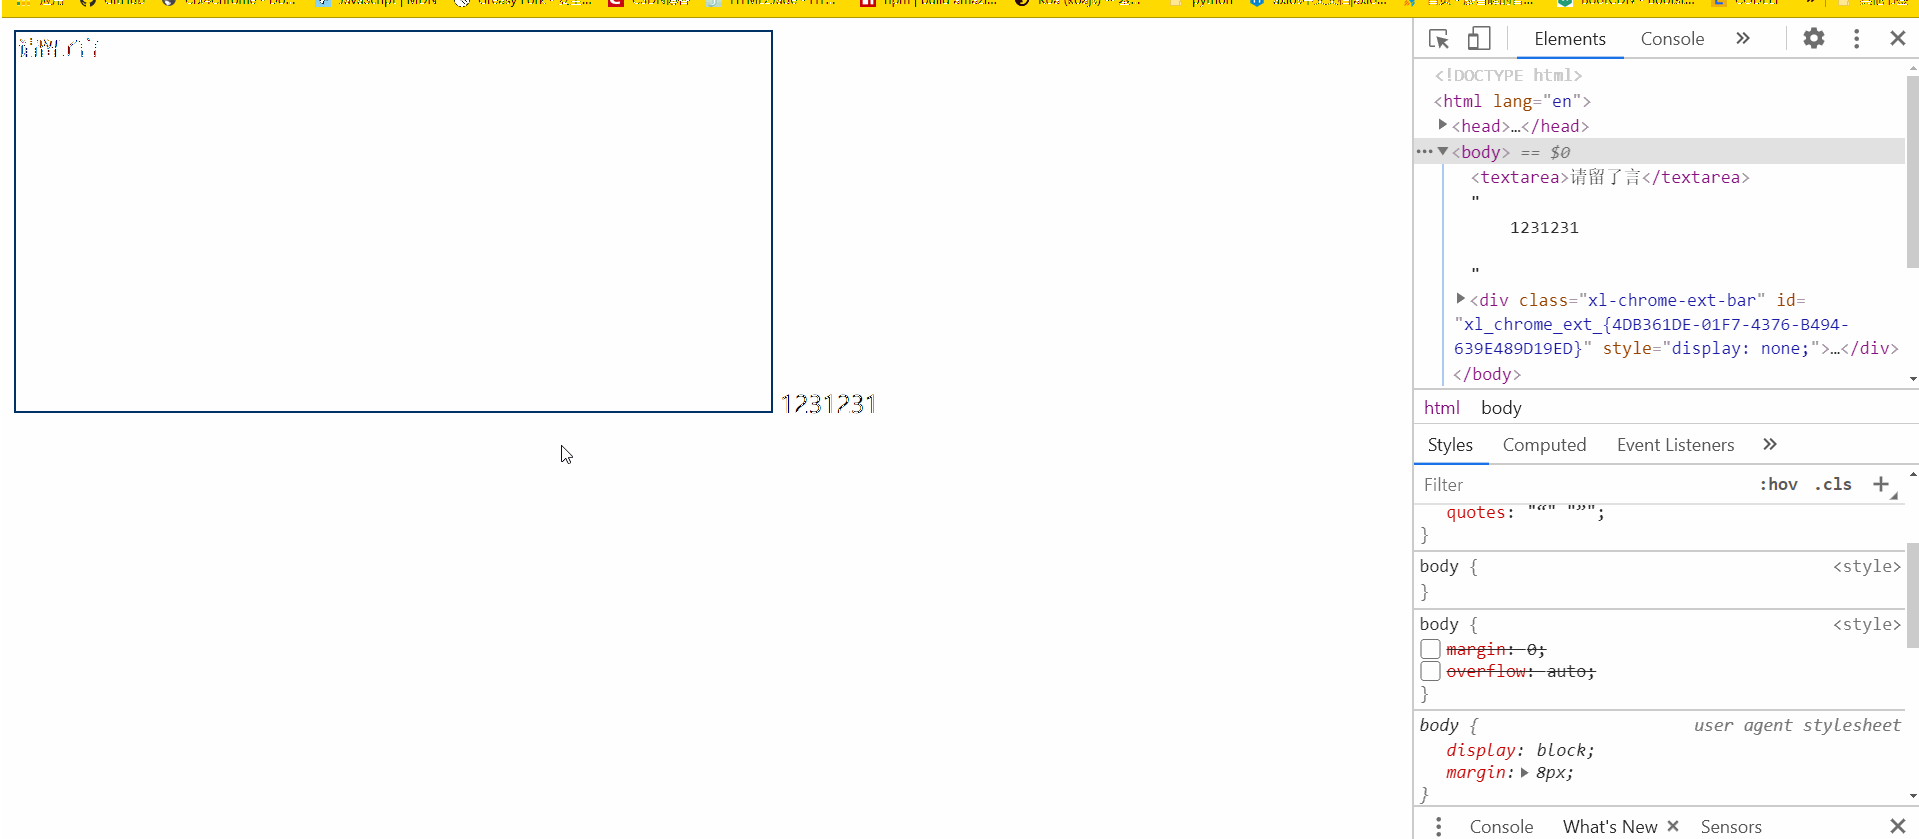 1231231
Elements
Console
<!DOCTYPE html>
<html lang="en">
<head>…</head>
<body> == $0
<textarea>请留了言</textarea>
"
1231231
"
<div class="xl-chrome-ext-bar" id=
"xl_chrome_ext_{4DB361DE-01F7-4376-B494-
639E489D19ED}" style="display: none;">…</div>
</body>
html body
Styles Computed Event Listeners
Filter :hov .cls
quotes: "“" "”";
}
body { <style>
}
body { <style>
margin: 0;
overflow: auto;
}
body { user agent stylesheet
display: block;
margin: 8px;
}
Console What's New Sensors